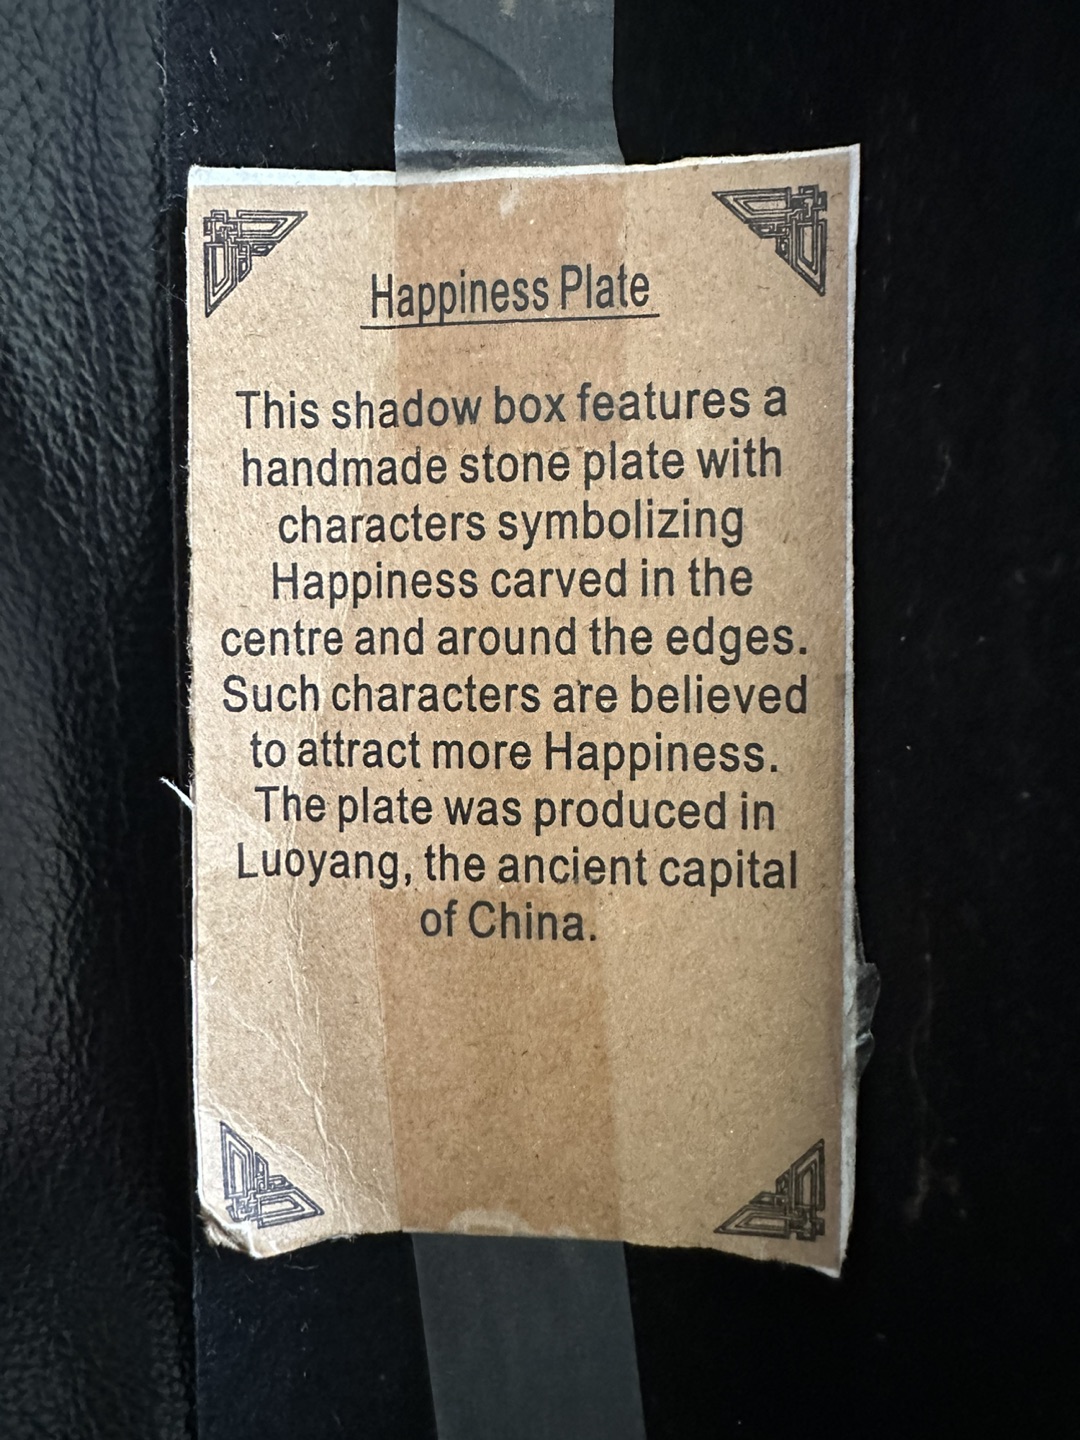 Happiness Plate
This shadow box features a
handmade stone plate with
characters symbolizing
Happiness carved in the
centre and around the edges.
Such characters are believed
to attract more Happiness.
The plate was produced in
Luoyang, the ancient capital
of China.